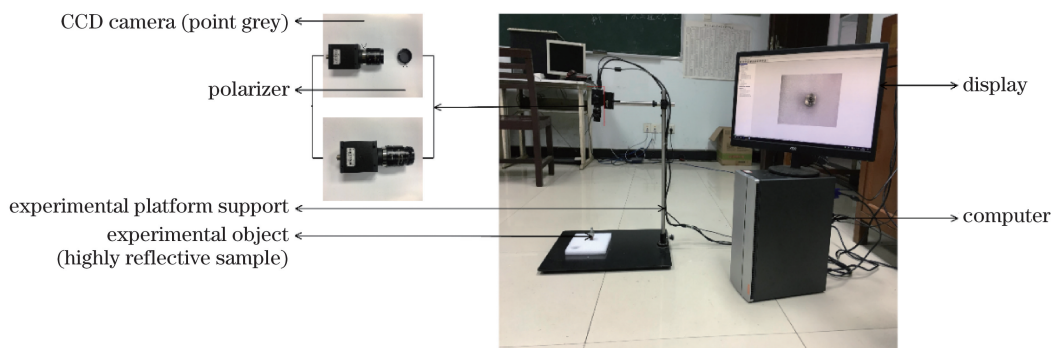 CCD camera (point grey)
polarizer
experimental platform support
experimental object
(highly reflective sample)
display
computer